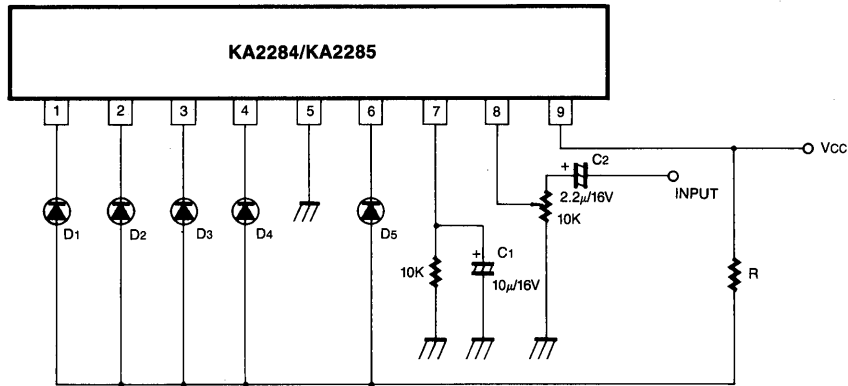 KA2284/KA2285
1 2 3 4 5 6 7 8 9
VCC
+ C2
INPUT
2.2μ/16V
10K
D1 D2 D3 D4 D5
+ C1
10K
10μ/16V
R